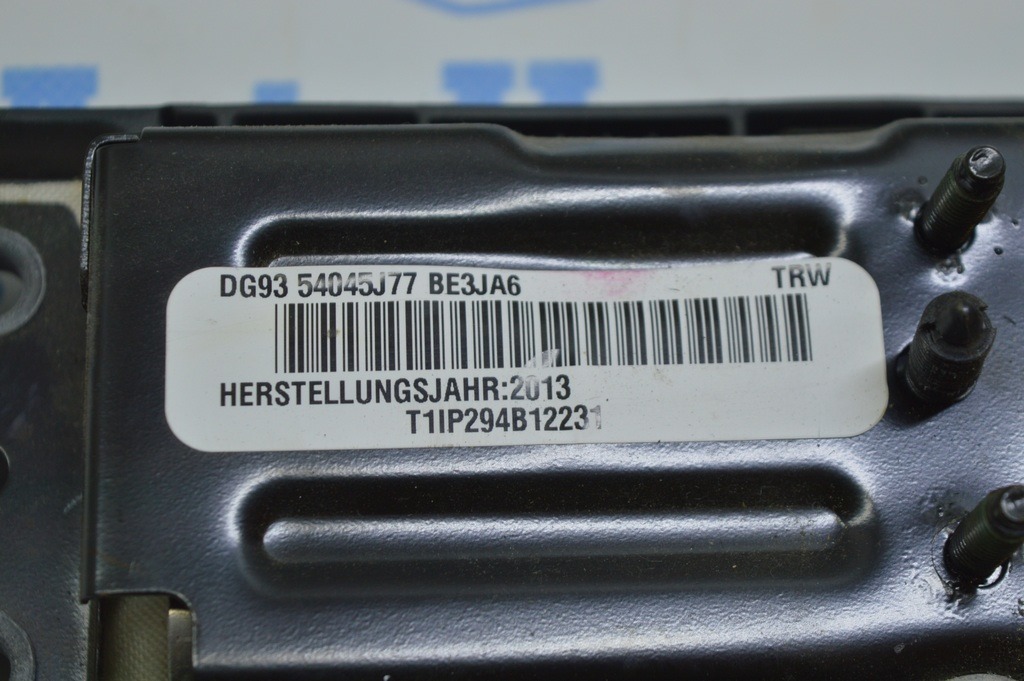 DG93 54045J77 BE3JA6 TRW
HERSTELLUNGSJAHR:2013
T1IP294B12231